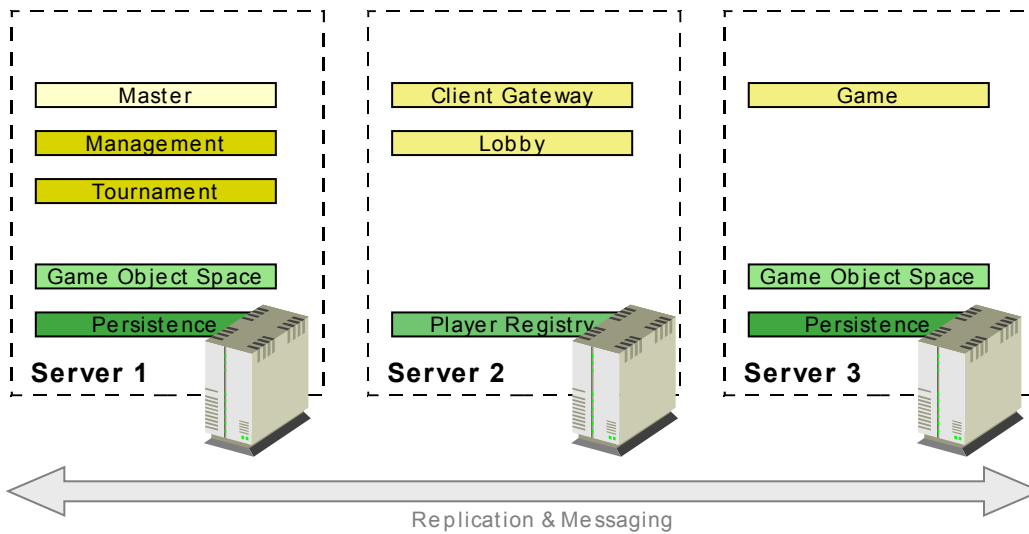 Master
Management
Tournament
Game Object Space
Persistence
Server 1
Client Gateway
Lobby
Player Registry
Server 2
Game
Game Object Space
Persistence
Server 3
Replication & Messaging